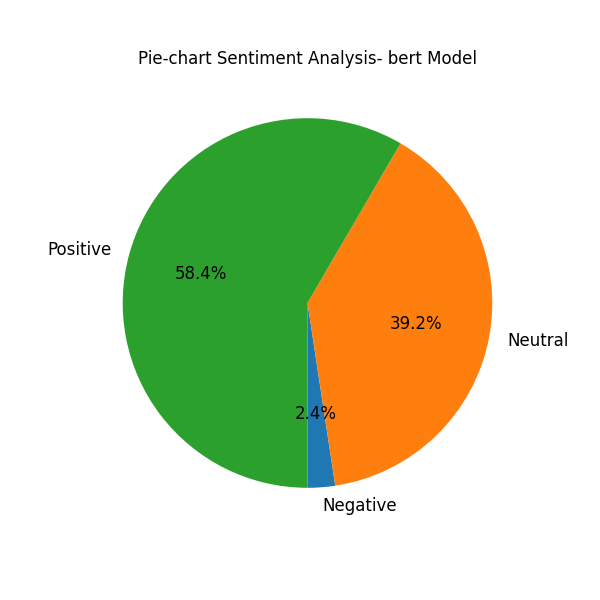 Pie-chart Sentiment Analysis- bert Model
Positive
58.4%
39.2%
Neutral
2.4%
Negative